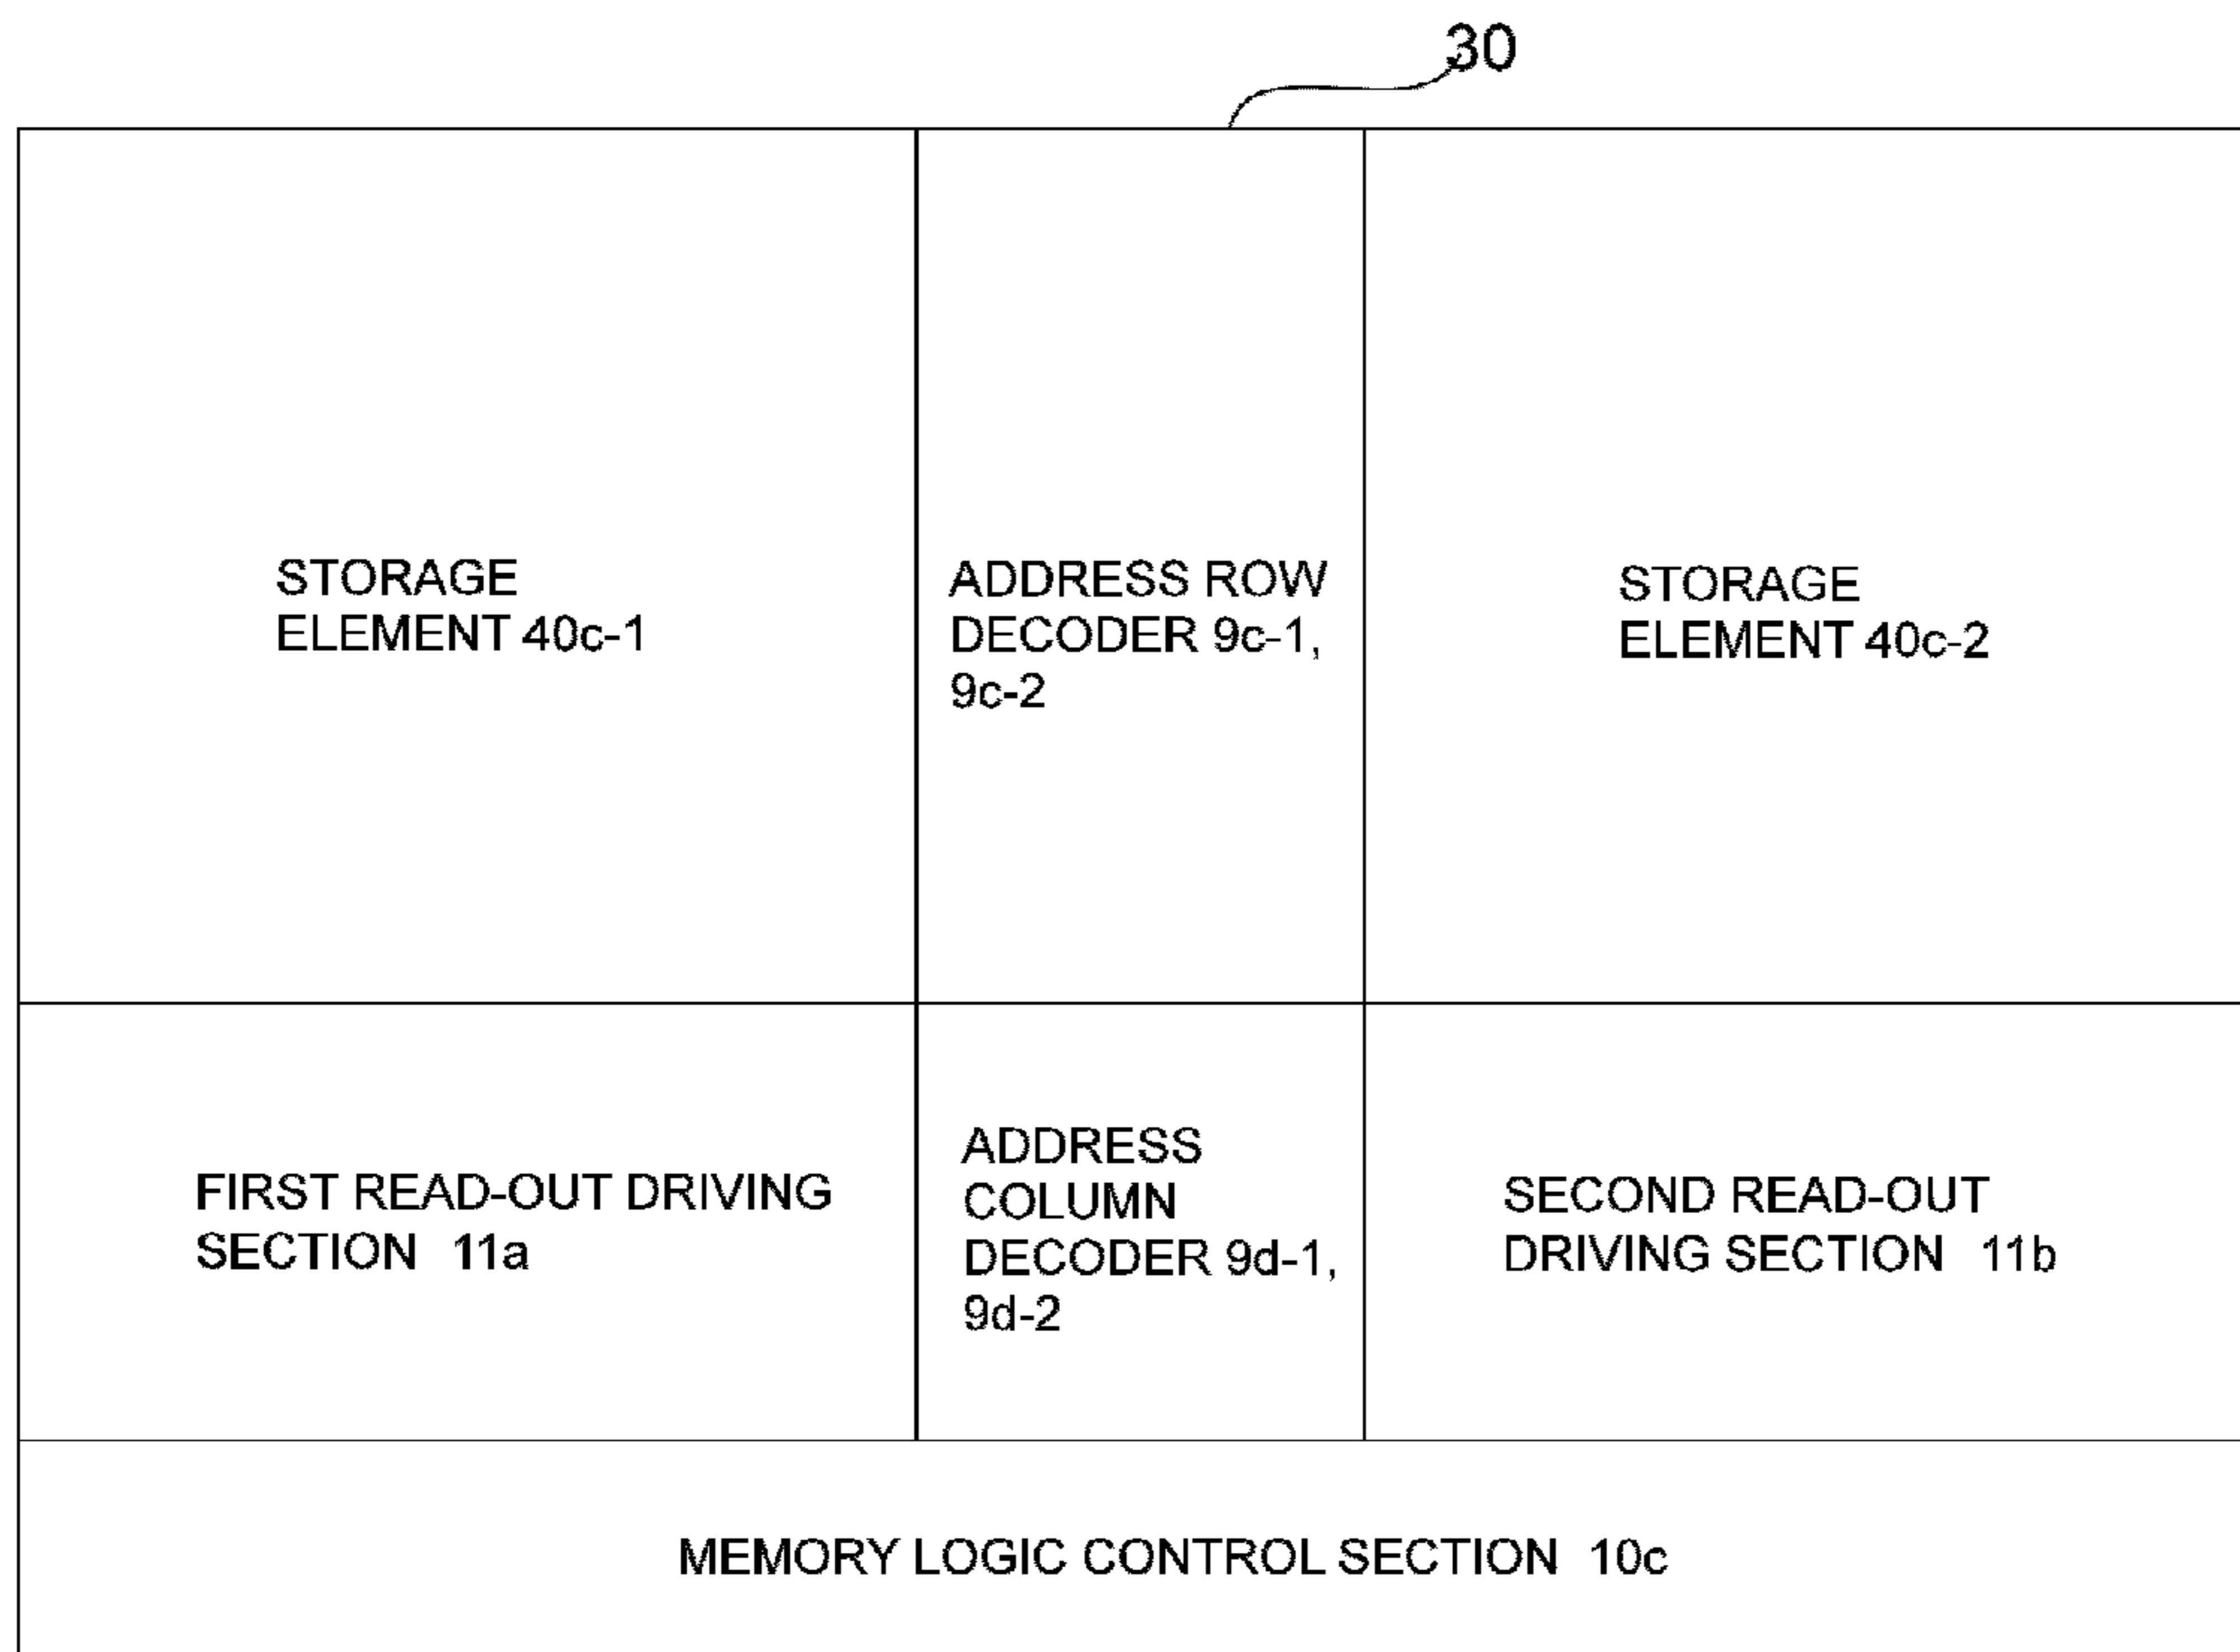 30
STORAGE
ELEMENT 40c-1
ADDRESS ROW
DECODER 9c-1,
9c-2
STORAGE
ELEMENT 40c-2
FIRST READ-OUT DRIVING
SECTION 11a
ADDRESS
COLUMN
DECODER 9d-1,
9d-2
SECOND READ-OUT
DRIVING SECTION 11b
MEMORY LOGIC CONTROL SECTION 10c